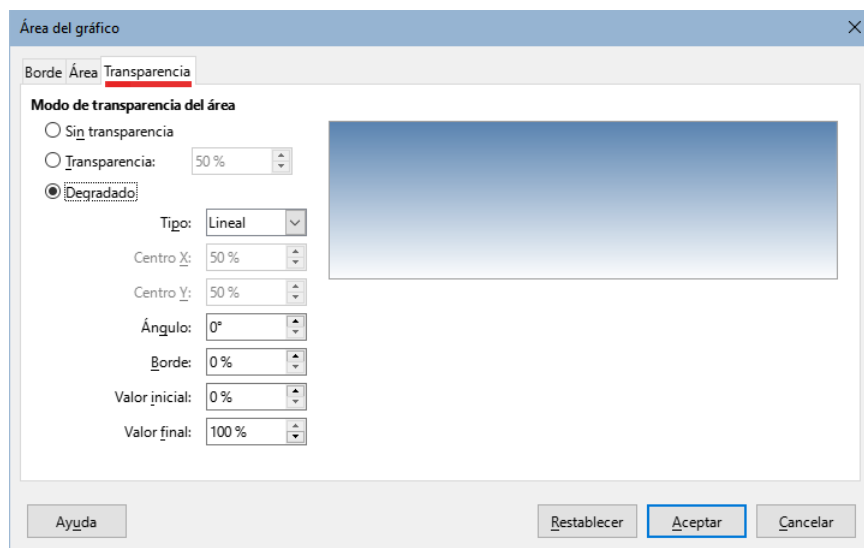 Área del gráfico
Borde Área Transparencia
Modo de transparencia del área
Sin transparencia
Transparencia: 50 %
Degradado
Tipo: Lineal
Centro X: 50 %
Centro Y: 50 %
Ángulo: 0°
Borde: 0 %
Valor inicial: 0 %
Valor final: 100 %
Ayuda Restablecer Aceptar Cancelar